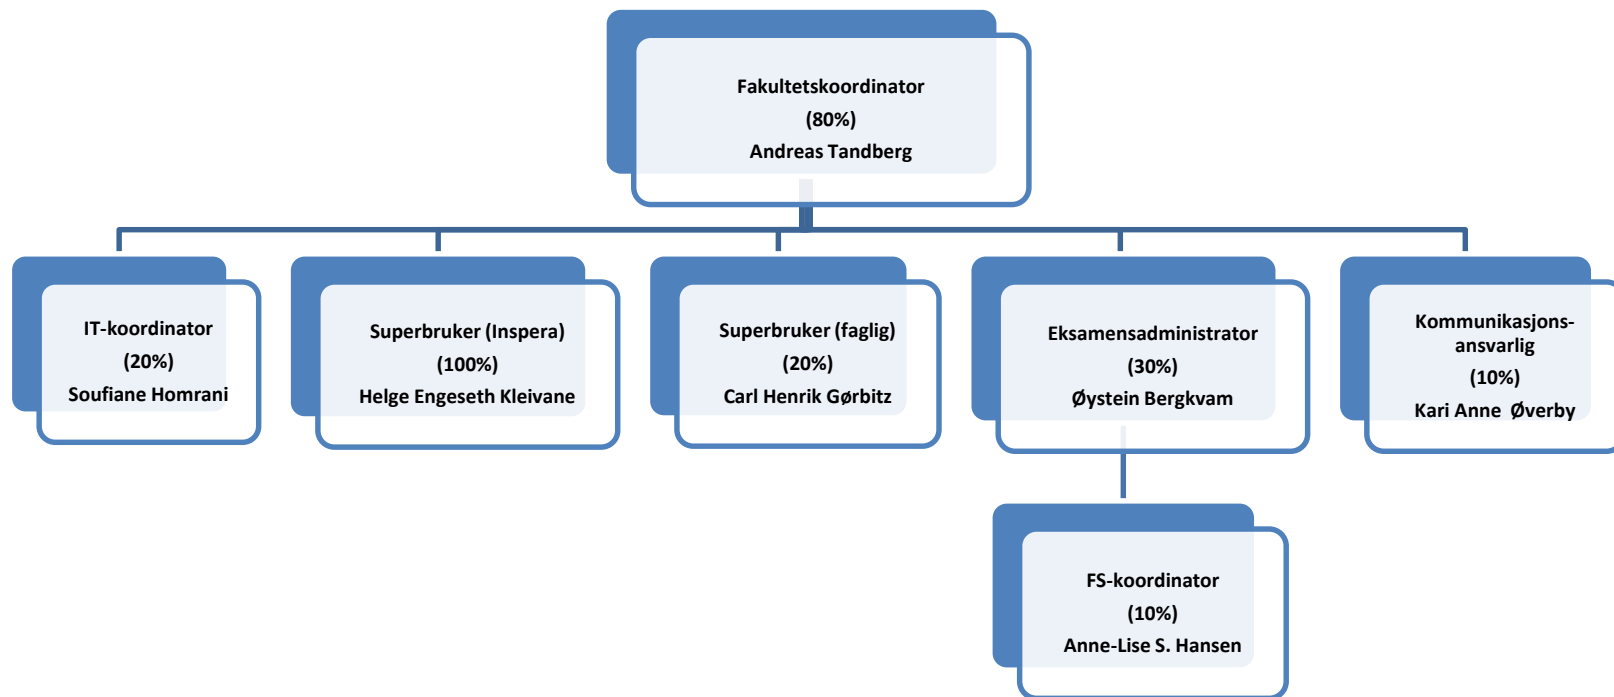 Fakultetskoordinator
(80%)
Andreas Tandberg
IT-koordinator
(20%)
Soufiane Homrani
Superbruker (Inspera)
(100%)
Helge Engeseth Kleivane
Superbruker (faglig)
(20%)
Carl Henrik Gørbitz
Eksamensadministrator
(30%)
Øystein Bergkvam
Kommunikasjons-
ansvarlig
(10%)
Kari Anne  Øverby
FS-koordinator
(10%)
Anne-Lise S. Hansen